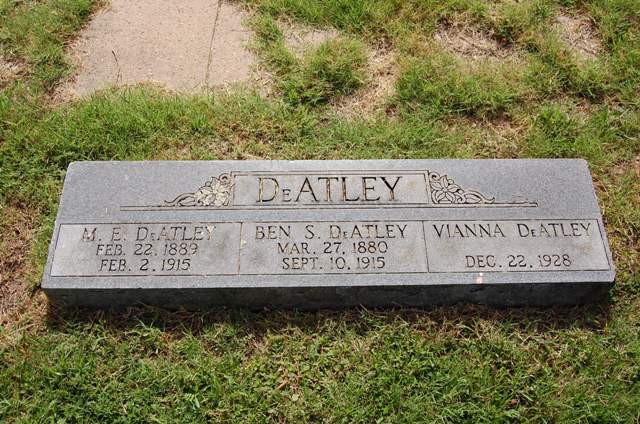 DeATLEY
M. E. DeATLEY
FEB. 22, 1889
FEB. 2, 1915
BEN S. DeATLEY
MAR. 27, 1880
SEPT. 10, 1915
VIANNA DeATLEY
DEC. 22, 1928